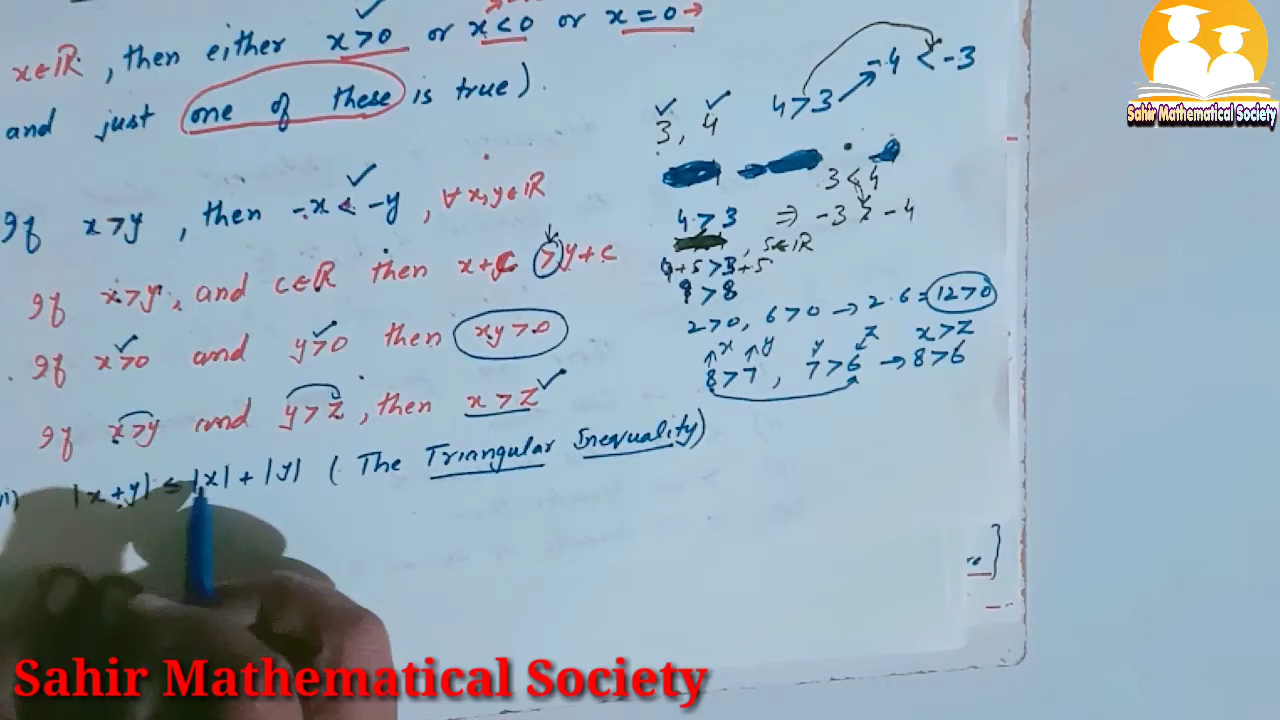 x∈ℝ, then either x>0 or x<0 or x=0→
and just one of these is true).
If x>y, then -x < -y, ∀x,y∈ℝ
If x>y, and c∈ℝ then x+c > y+c
If x>0 and y>0 then xy>0
If x>y and y>z, then x>z
|x+y| ≤ |x|+|y| (The Triangular Inequality)
4>3 → -4 < -3
3, 4
3<4
4>3 ⇒ -3 > -4
, 5∈ℝ
4+5>3+5
9>8
2>0, 6>0 → 2·6=12>0
x y y z x>z
8>7, 7>6 → 8>6
Sahir Mathematical Society
Sahir Mathematical Society